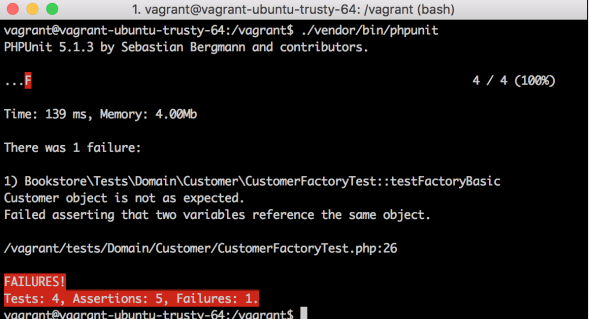 1. vagrant@vagrant-ubuntu-trusty-64: /vagrant (bash)
vagrant@vagrant-ubuntu-trusty-64:/vagrant$ ./vendor/bin/phpunit
PHPUnit 5.1.3 by Sebastian Bergmann and contributors.
...F 4 / 4 (100%)
Time: 139 ms, Memory: 4.00Mb
There was 1 failure:
1) Bookstore\Tests\Domain\Customer\CustomerFactoryTest::testFactoryBasic
Customer object is not as expected.
Failed asserting that two variables reference the same object.
/vagrant/tests/Domain/Customer/CustomerFactoryTest.php:26
FAILURES!
Tests: 4, Assertions: 5, Failures: 1.
vagrant@vagrant-ubuntu-trusty-64:/vagrant$